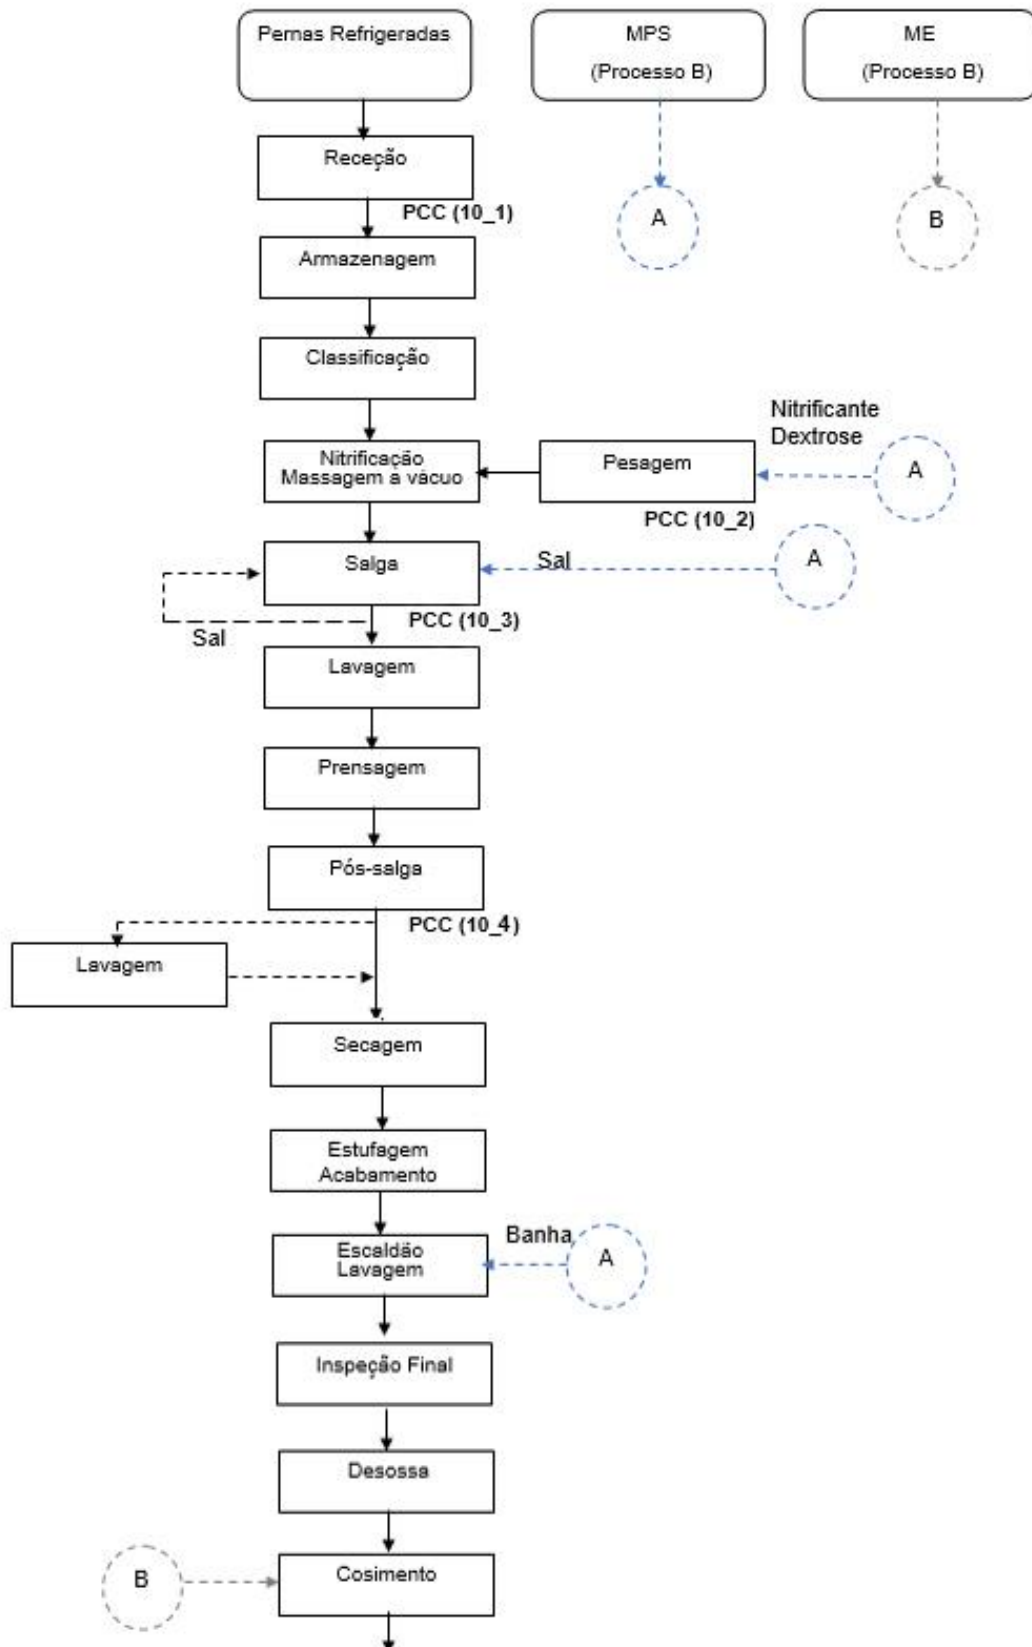 Pernas Refrigeradas
MPS
(Processo B)
ME
(Processo B)
Receção
PCC (10_1)
A
B
Armazenagem
Classificação
Nitrificante
Dextrose
Nitrificação
Massagem a vácuo
Pesagem
A
PCC (10_2)
Salga
Sal
A
Sal
PCC (10_3)
Lavagem
Prensagem
Pós-salga
PCC (10_4)
Lavagem
Secagem
Estufagem
Acabamento
Escaldão
Lavagem
Banha
A
Inspeção Final
Desossa
B
Cosimento